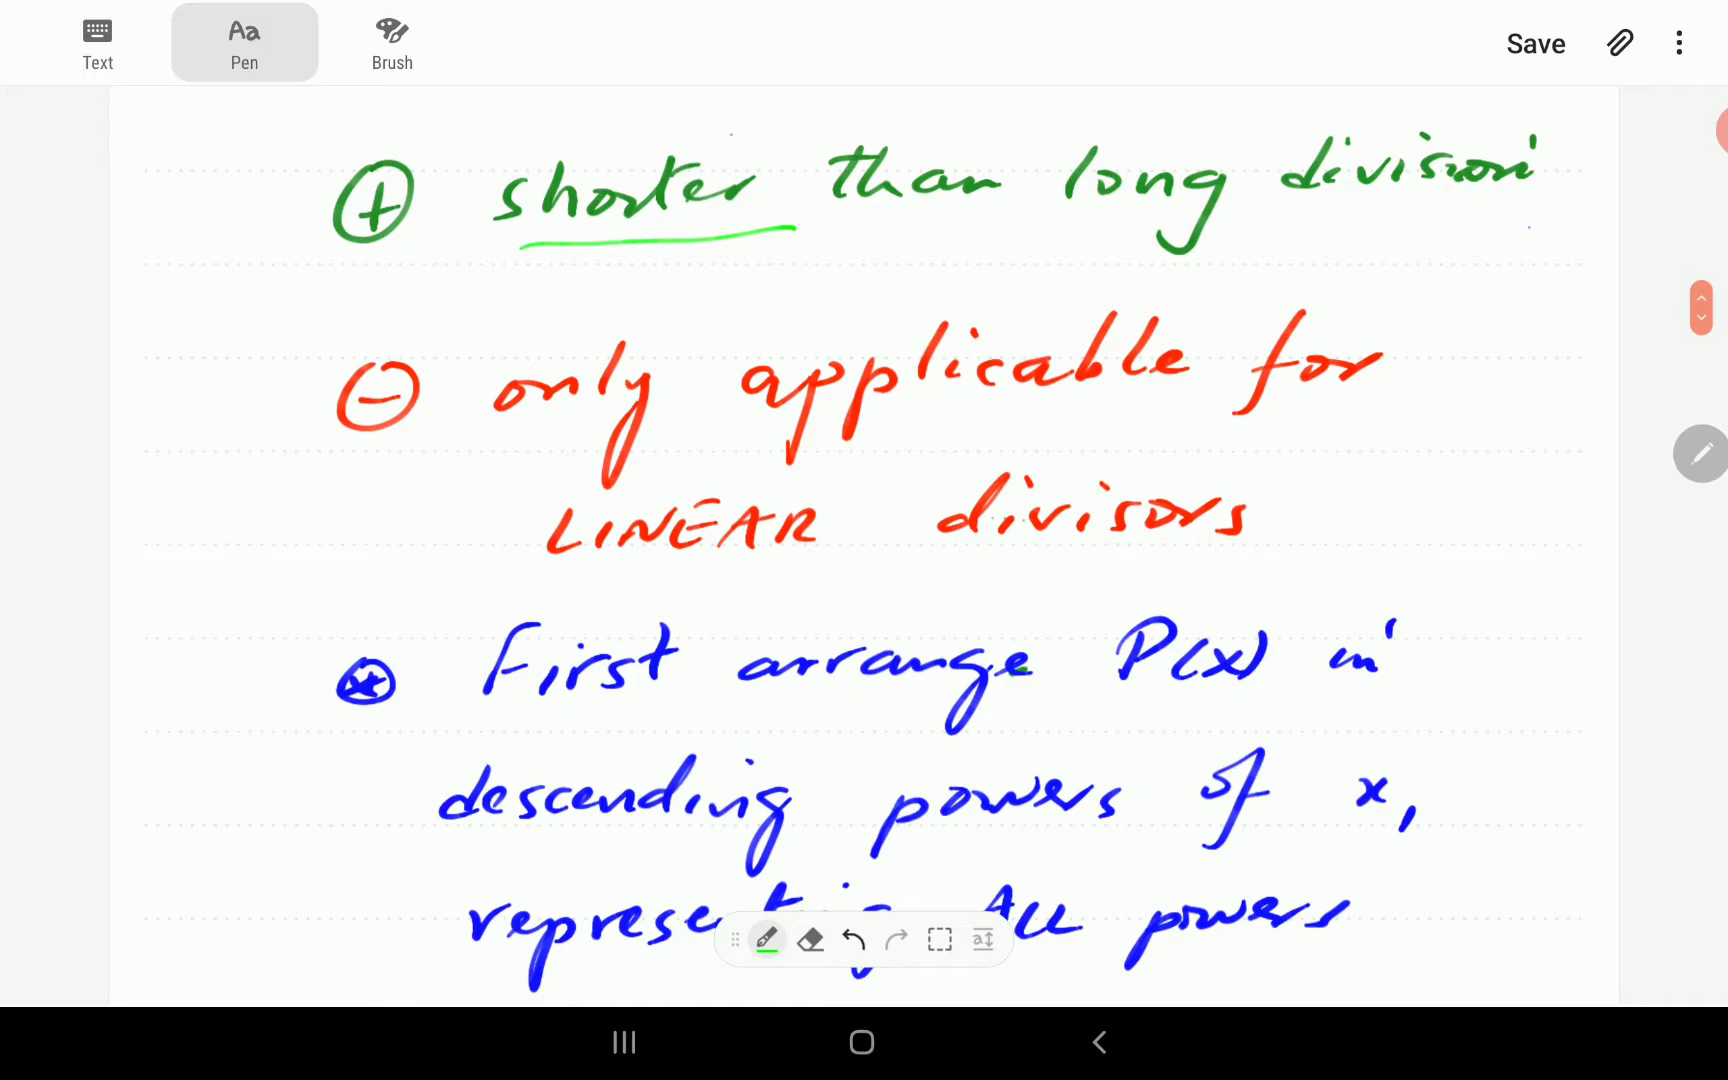 Text
Aa
Pen
Brush
Save
⊕ shorter than long division
⊖ only applicable for
LINEAR divisors
First arrange P(x) in
descending powers of x,
ALL powers